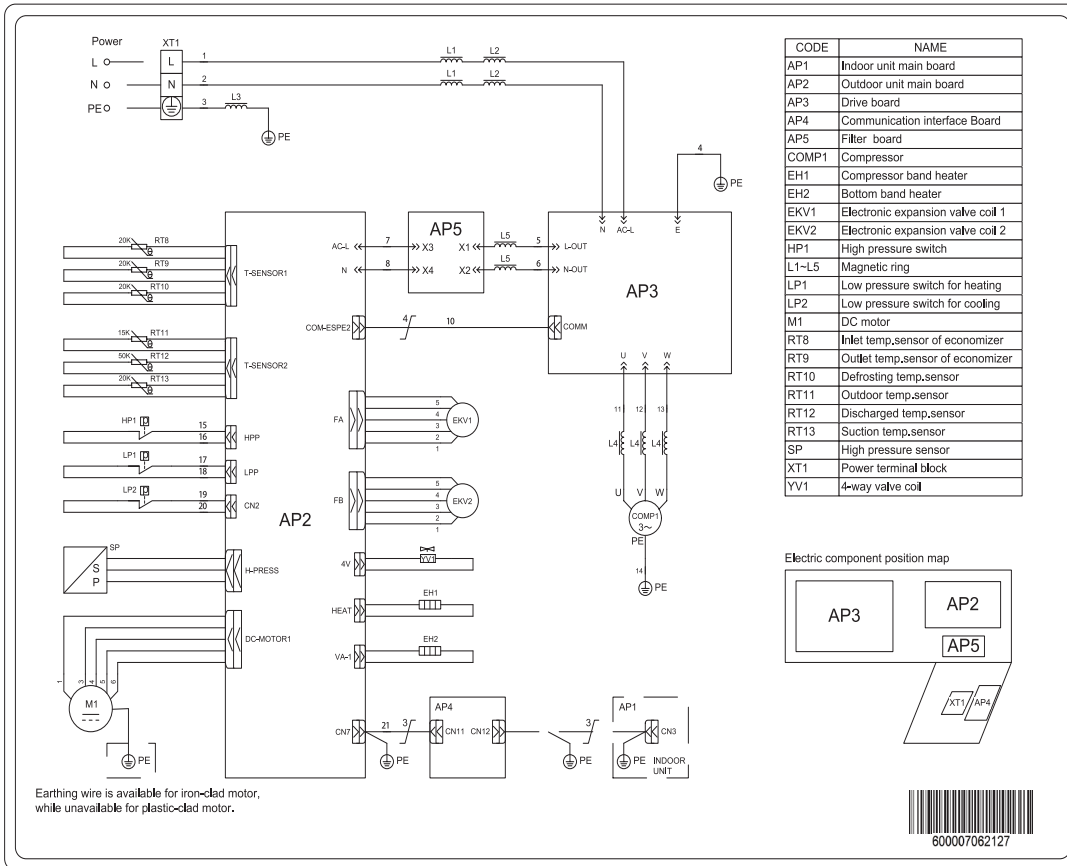 Power
XT1
L
L
1
L1
L2
N
N
2
L1
L2
PE
3
L3
PE
4
PE
N
AC-L
E
AP2
AP5
AP3
AC-L
7
X3
X1
L5
5
L-OUT
N
8
X4
X2
L5
6
N-OUT
COM-ESPE2
4
10
COMM
20K
RT8
20K
RT9
T-SENSOR1
20K
RT10
15K
RT11
50K
RT12
T-SENSOR2
20K
RT13
HP1
P
15
16
HPP
LP1
P
17
18
LPP
LP2
P
19
20
CN2
SP
S
P
H-PRESS
DC-MOTOR1
1
3
4
5
6
M1
PE
FA
5
4
3
2
1
EKV1
FB
5
4
3
2
1
EKV2
4V
YV1
HEAT
EH1
VA-1
EH2
U
V
W
11
12
13
L4
L4
L4
U
V
W
COMP1
3~
PE
14
PE
CN7
21
3
PE
AP4
CN11
CN12
PE
3
AP1
CN3
PE
INDOOR
UNIT
Earthing wire is available for iron-clad motor,
while unavailable for plastic-clad motor.
CODE NAME
AP1 Indoor unit main board
AP2 Outdoor unit main board
AP3 Drive board
AP4 Communication interface Board
AP5 Filter board
COMP1 Compressor
EH1 Compressor band heater
EH2 Bottom band heater
EKV1 Electronic expansion valve coil 1
EKV2 Electronic expansion valve coil 2
HP1 High pressure switch
L1~L5 Magnetic ring
LP1 Low pressure switch for heating
LP2 Low pressure switch for cooling
M1 DC motor
RT8 Inlet temp.sensor of economizer
RT9 Outlet temp.sensor of economizer
RT10 Defrosting temp.sensor
RT11 Outdoor temp.sensor
RT12 Discharged temp.sensor
RT13 Suction temp.sensor
SP High pressure sensor
XT1 Power terminal block
YV1 4-way valve coil
Electric component position map
AP3
AP2
AP5
XT1
AP4
600007062127